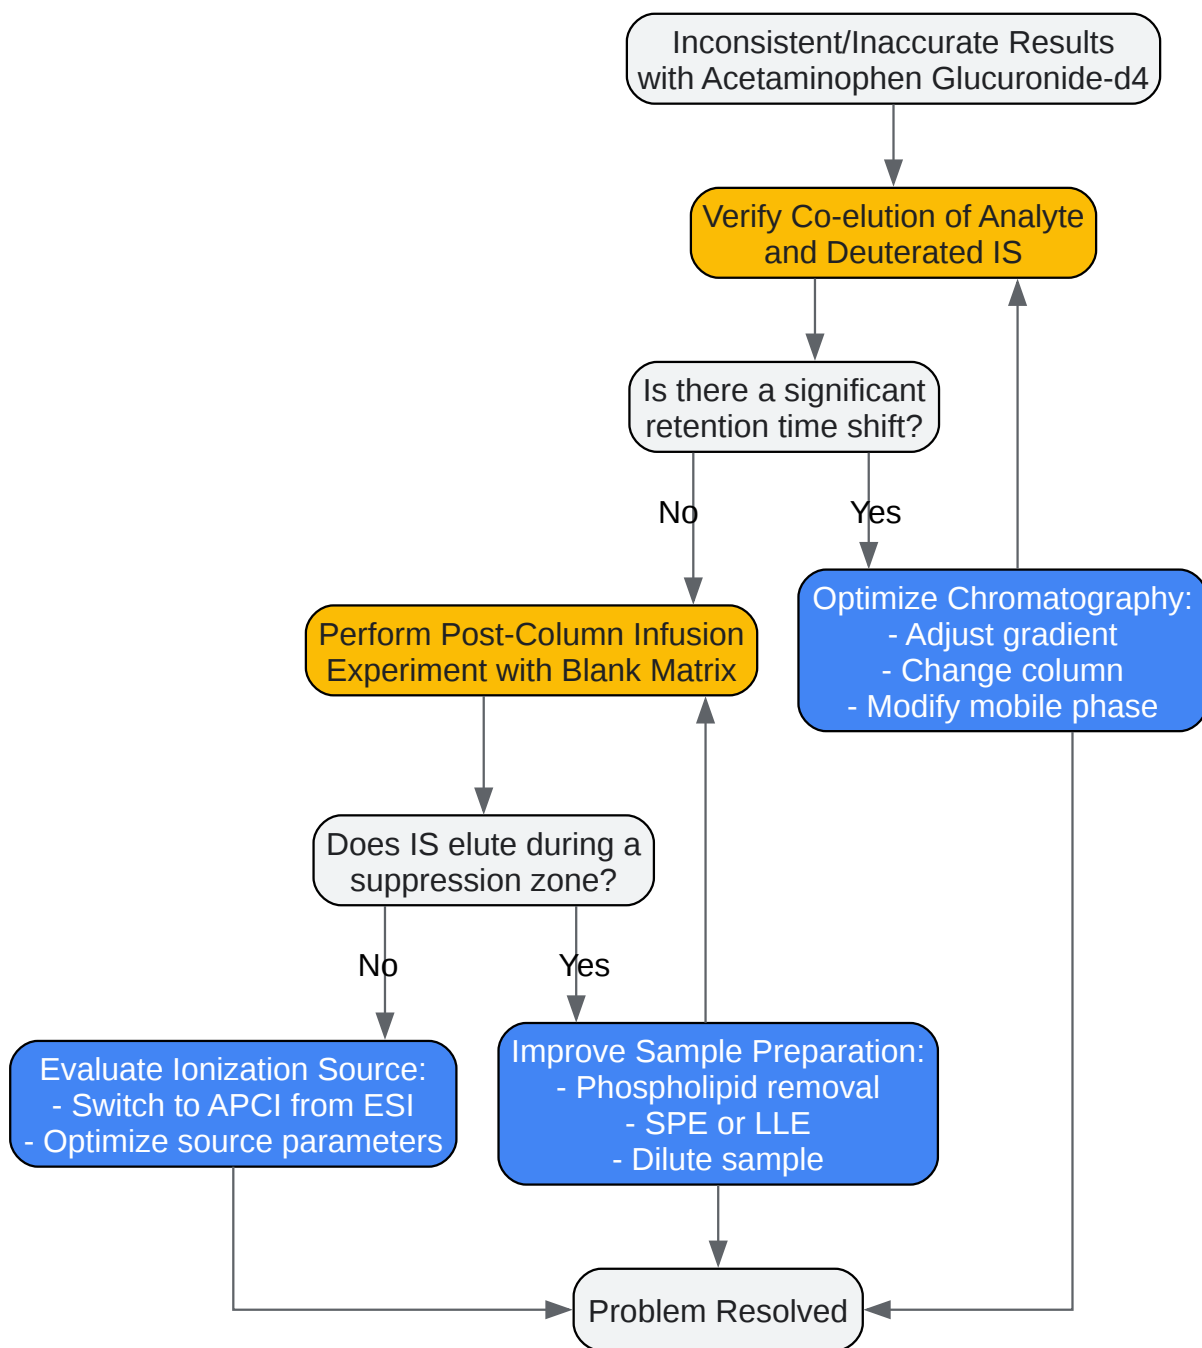 Inconsistent/Inaccurate Results
with Acetaminophen Glucuronide-d4
Verify Co-elution of Analyte
and Deuterated IS
Is there a significant
retention time shift?
No
Yes
Optimize Chromatography:
- Adjust gradient
- Change column
- Modify mobile phase
Perform Post-Column Infusion
Experiment with Blank Matrix
Does IS elute during a
suppression zone?
No
Yes
Evaluate Ionization Source:
- Switch to APCI from ESI
- Optimize source parameters
Improve Sample Preparation:
- Phospholipid removal
- SPE or LLE
- Dilute sample
Problem Resolved